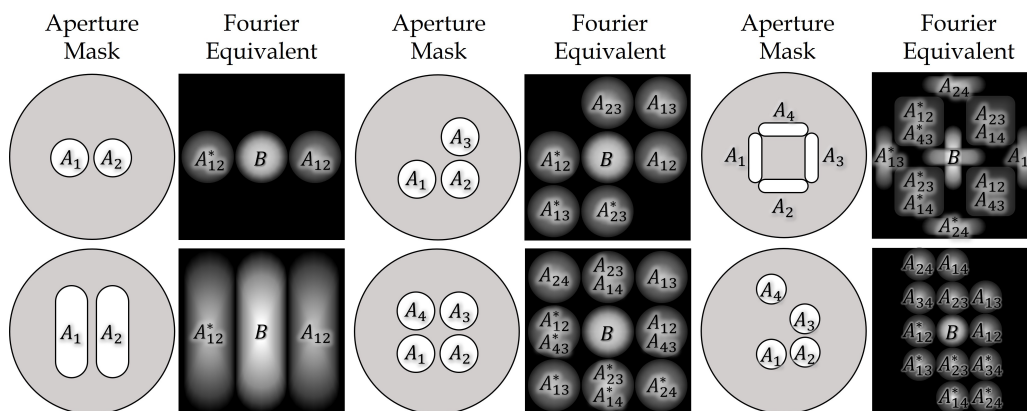 Aperture
Mask
Fourier
Equivalent
Aperture
Mask
Fourier
Equivalent
Aperture
Mask
Fourier
Equivalent
A₁ A₂
A*₁₂ B A₁₂
A₃
A₁ A₂
A₂₃ A₁₃
A*₁₂ B A₁₂
A*₁₃ A*₂₃
A₄
A₁ A₃
A₂
A₂₄
A*₁₂ A₂₃
A*₄₃ A₁₄
A*₁₃ B A₁
A*₂₃ A₁₂
A*₁₄ A₄₃
A*₂₄
A₁ A₂
A*₁₂ B A₁₂
A₄ A₃
A₁ A₂
A₂₄ A₂₃ A₁₃
A₁₄
A*₁₂ B A₁₂
A*₄₃ A₄₃
A*₁₃ A*₂₃ A*₂₄
A*₁₄
A₄
A₃
A₁ A₂
A₂₄ A₁₄
A₃₄ A₂₃ A₁₃
A*₁₂ B A₁₂
A*₁₃ A*₂₃ A*₃₄
A*₁₄ A*₂₄